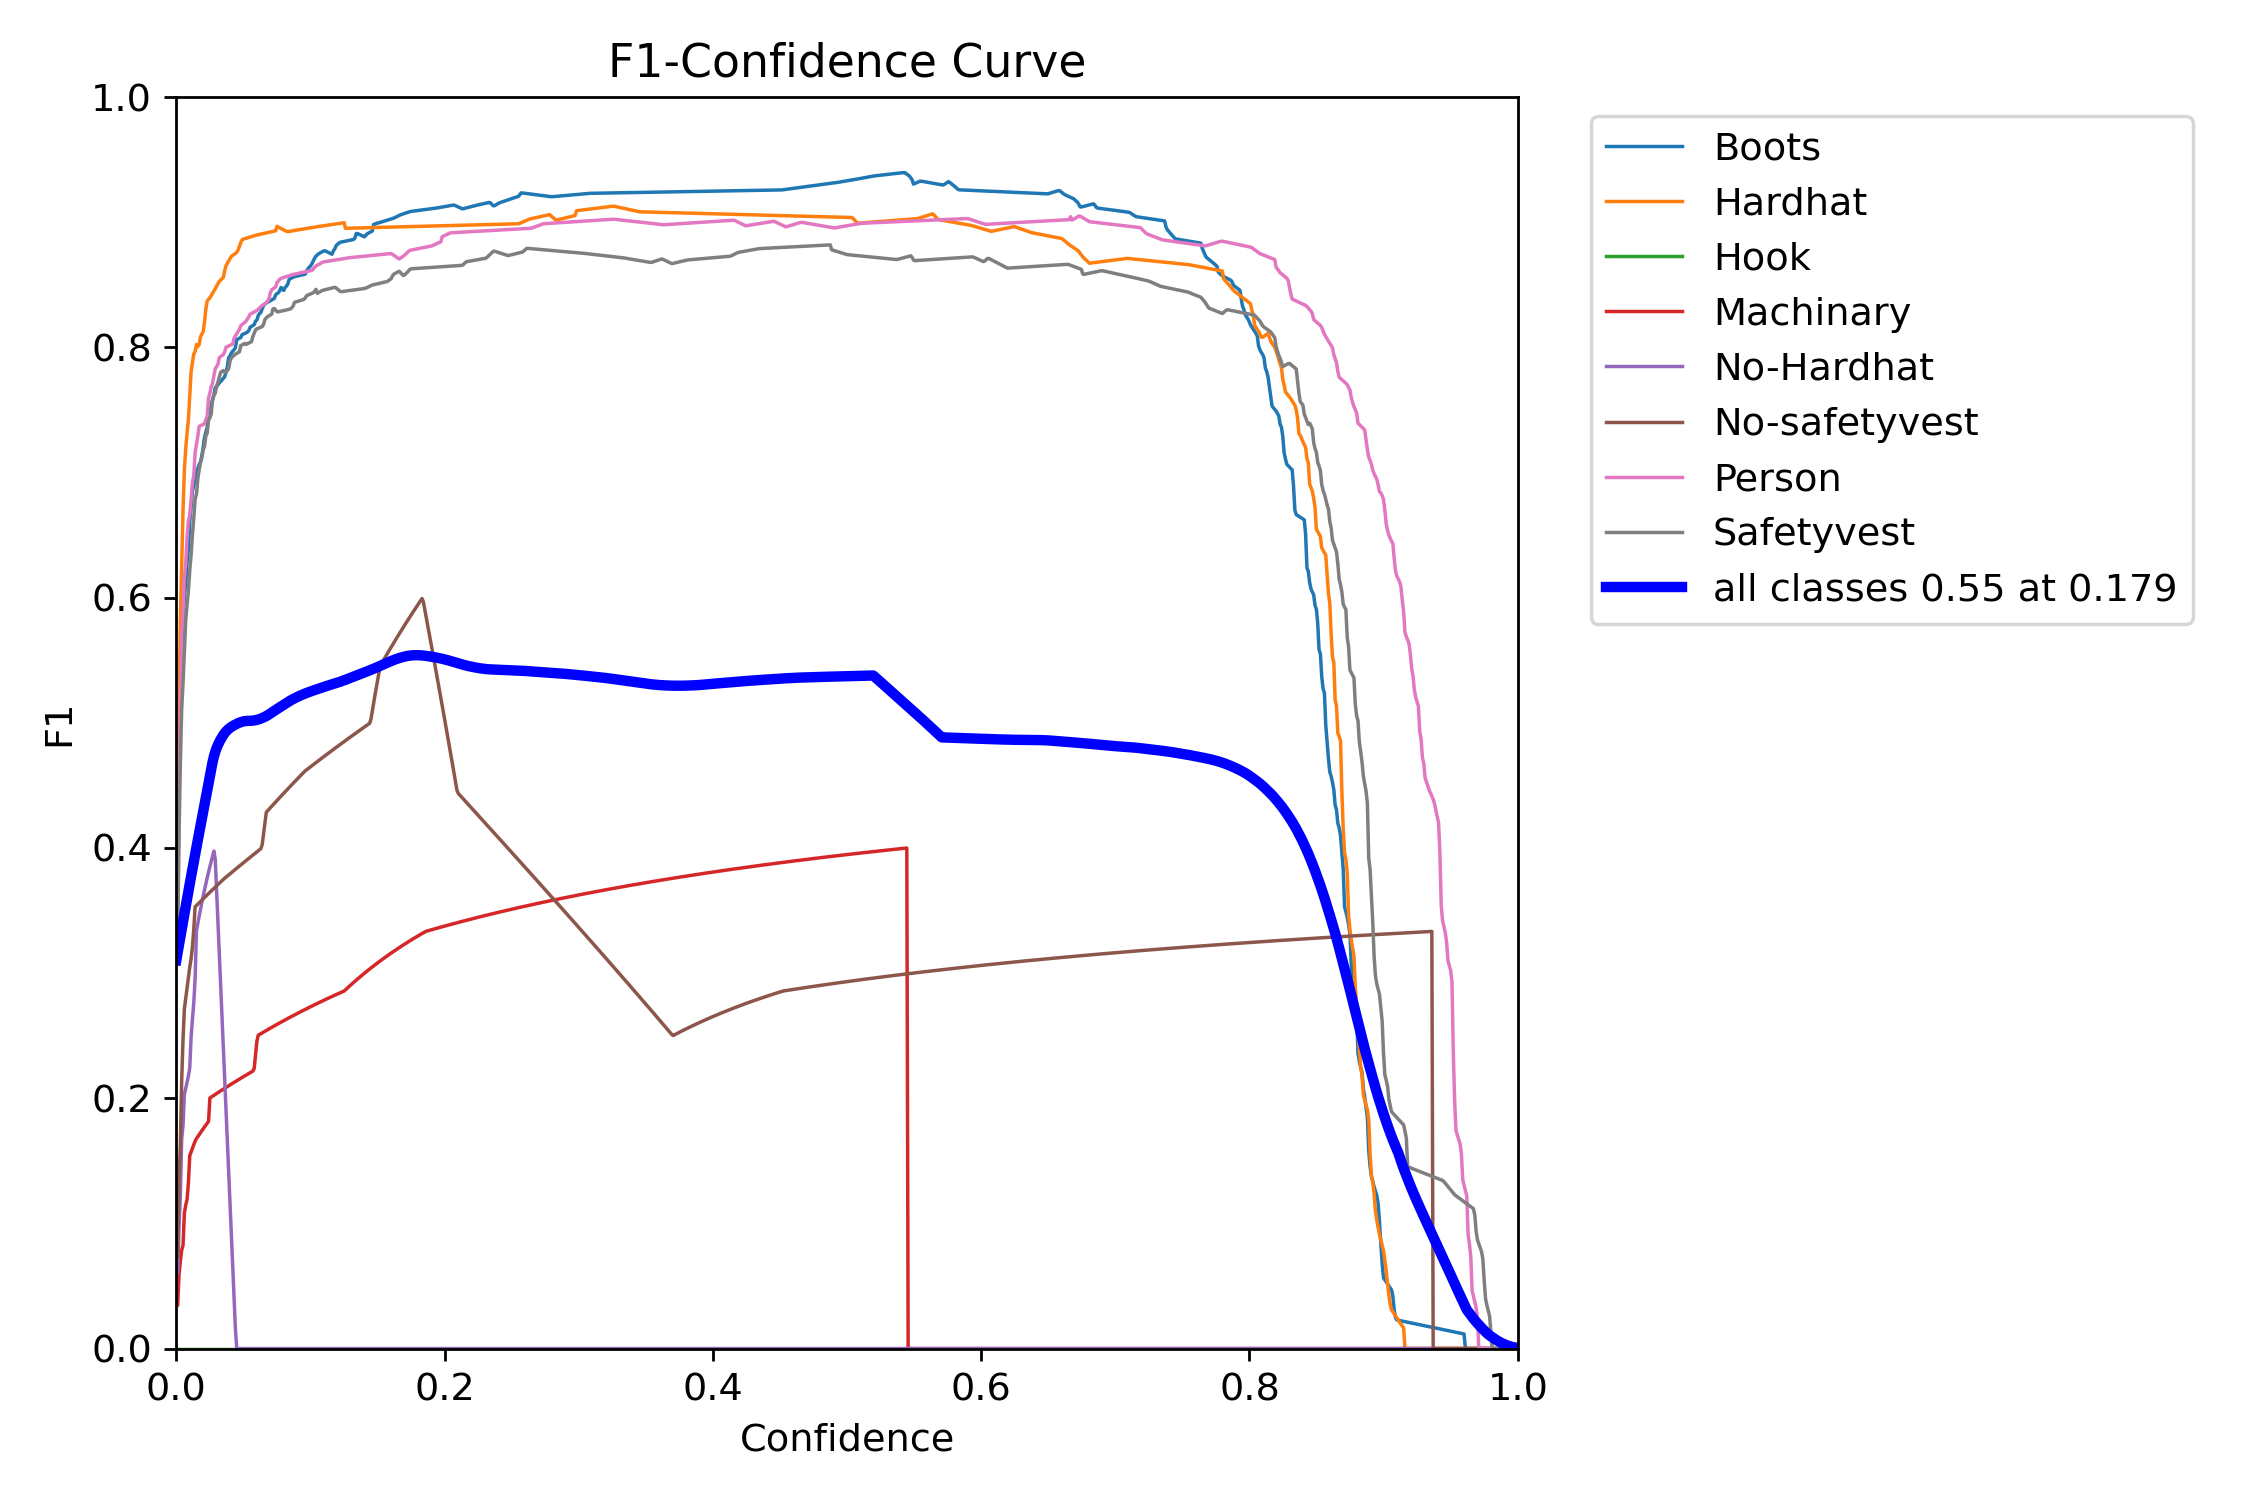 F1-Confidence Curve
1.0
0.8
0.6
0.4
0.2
0.0
F1
0.0 0.2 0.4 0.6 0.8 1.0
Confidence
Boots
Hardhat
Hook
Machinary
No-Hardhat
No-safetyvest
Person
Safetyvest
all classes 0.55 at 0.179